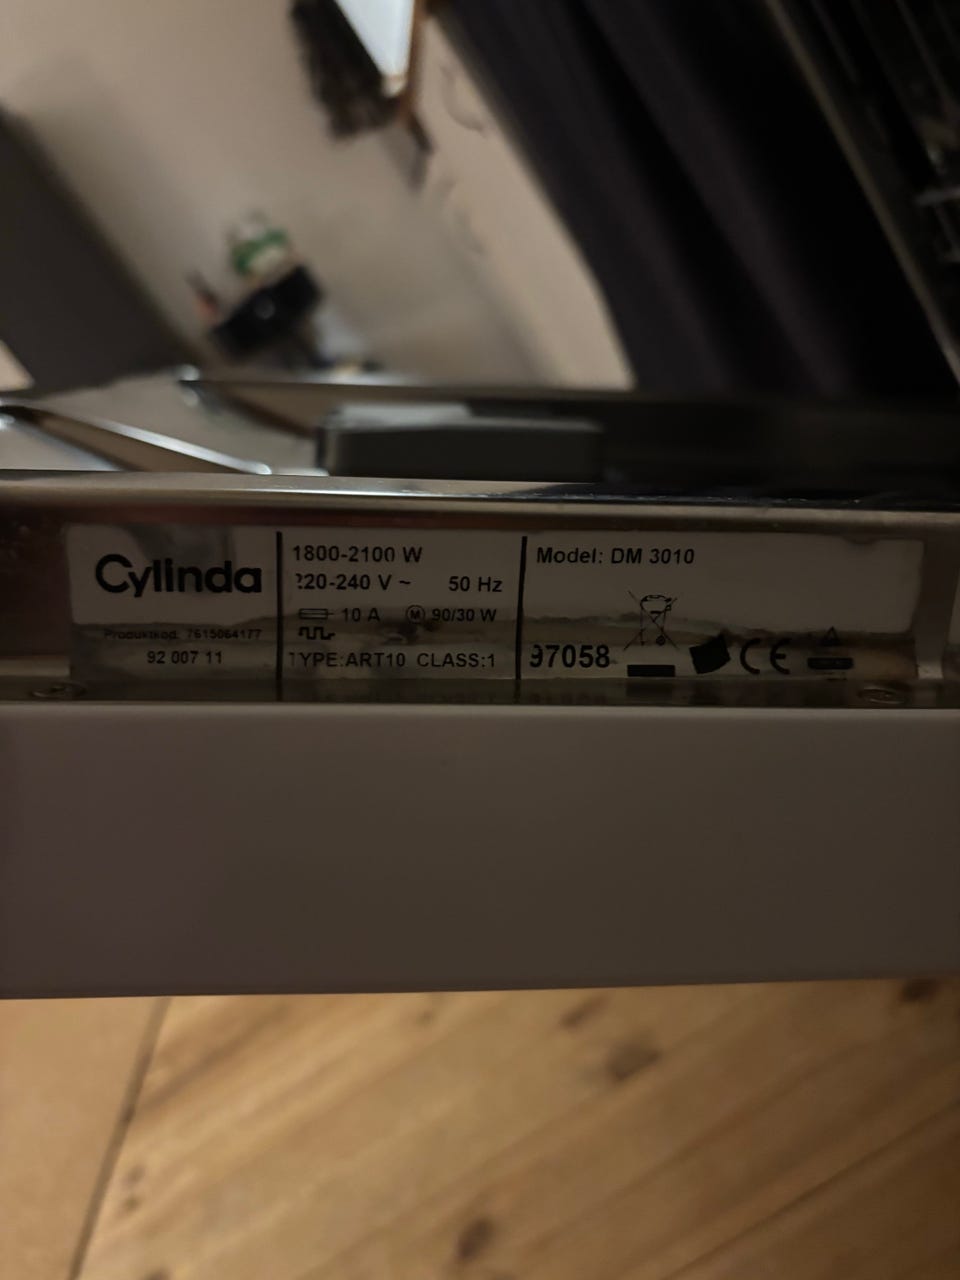 Cylinda
Produktkod: 7615064177
92 007 11
1800-2100 W
220-240 V ~ 50 Hz
10 A M 90/30 W
TYPE:ART10 CLASS:1
Model: DM 3010
97058
CE